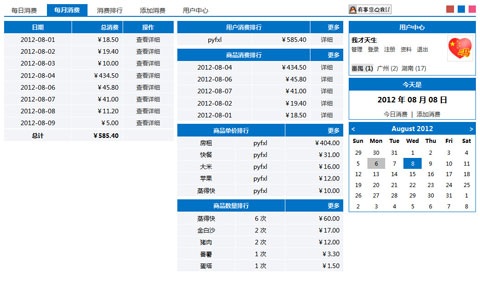 每日消费 每月消费 消费排行 添加消费 用户中心
日期 总消费 操作
2012-08-01 ￥18.50 查看详细
2012-08-02 ￥19.40 查看详细
2012-08-03 ￥10.00 查看详细
2012-08-04 ￥434.50 查看详细
2012-08-06 ￥45.80 查看详细
2012-08-07 ￥41.00 查看详细
2012-08-08 ￥11.20 查看详细
2012-08-09 ￥5.00 查看详细
总计 ￥585.40
用户消费排行 更多
pyfxl ￥585.40 详细
商品消费排行 更多
2012-08-04 ￥434.50 详细
2012-08-06 ￥45.80 详细
2012-08-07 ￥41.00 详细
2012-08-02 ￥19.40 详细
2012-08-01 ￥18.50 详细
商品单价排行 更多
房租 pyfxl ￥404.00
快餐 pyfxl ￥31.00
大米 pyfxl ￥16.00
苹果 pyfxl ￥12.00
蒸得快 pyfxl ￥10.00
商品数量排行 更多
蒸得快 6 次 ￥60.00
金白沙 2 次 ￥17.00
猪肉 2 次 ￥12.00
番薯 1 次 ￥3.30
蛋塔 1 次 ￥1.50
用户中心
我才天生
管理 登录 注册 资料 退出
番禺 (1) 广州 (2) 湖南 (17)
今天是
2012 年 08 月 08 日
今日消费 | 添加消费
< August 2012 >
Sun Mon Tue Wed Thu Fri Sat
29 30 31 1 2 3 4
5 6 7 8 9 10 11
12 13 14 15 16 17 18
19 20 21 22 23 24 25
26 27 28 29 30 31 1
2 3 4 5 6 7 8